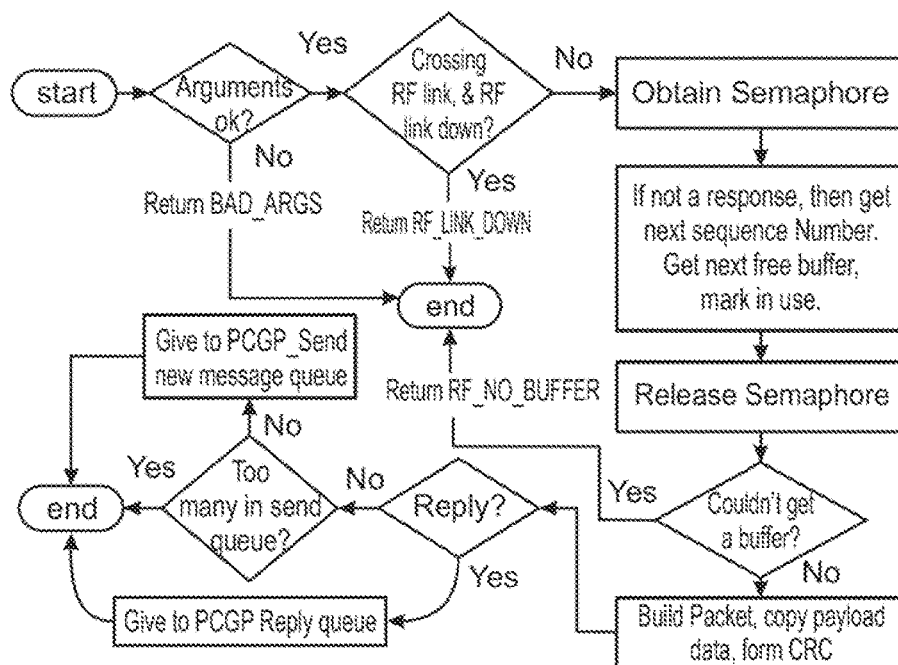 start
Arguments
ok?
Yes
No
Return BAD_ARGS
Crossing
RF link, & RF
link down?
No
Yes
Return RF_LINK_DOWN
end
Obtain Semaphore
If not a response, then get
next sequence Number.
Get next free buffer,
mark in use.
Release Semaphore
Couldn't get
a buffer?
Yes
Return RF_NO_BUFFER
No
Build Packet, copy payload
data, form CRC
Reply?
No
Yes
Too
many in send
queue?
No
Yes
Give to PCGP_Send
new message queue
end
Give to PCGP Reply queue